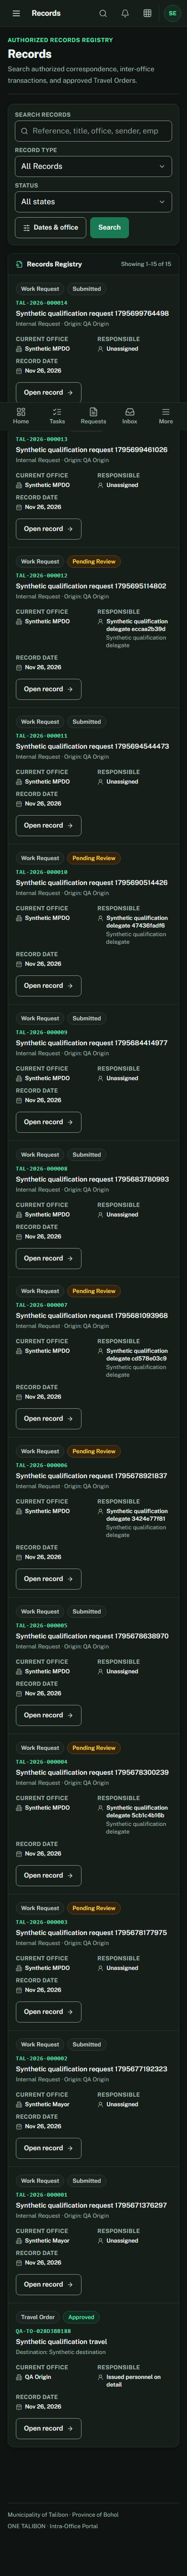 Records
SE
AUTHORIZED RECORDS REGISTRY
Records
Search authorized correspondence, inter-office
transactions, and approved Travel Orders.
SEARCH RECORDS
Reference, title, office, sender, emp
RECORD TYPE
All Records
STATUS
All states
Dates & office
Search
Records Registry
Showing 1–15 of 15
Work Request
Submitted
TAL-2026-000014
Synthetic qualification request 1795699764498
Internal Request · Origin: QA Origin
CURRENT OFFICE
RESPONSIBLE
Synthetic MPDO
Unassigned
RECORD DATE
Nov 26, 2026
Open record
Home
Tasks
Requests
Inbox
More
TAL-2026-000013
Synthetic qualification request 1795699461026
Internal Request · Origin: QA Origin
CURRENT OFFICE
RESPONSIBLE
Synthetic MPDO
Unassigned
RECORD DATE
Nov 26, 2026
Open record
Work Request
Pending Review
TAL-2026-000012
Synthetic qualification request 1795695114802
Internal Request · Origin: QA Origin
CURRENT OFFICE
RESPONSIBLE
Synthetic MPDO
Synthetic qualification
delegate eccaa2b39d
Synthetic qualification
delegate
RECORD DATE
Nov 26, 2026
Open record
Work Request
Submitted
TAL-2026-000011
Synthetic qualification request 1795694544473
Internal Request · Origin: QA Origin
CURRENT OFFICE
RESPONSIBLE
Synthetic MPDO
Unassigned
RECORD DATE
Nov 26, 2026
Open record
Work Request
Pending Review
TAL-2026-000010
Synthetic qualification request 1795690514426
Internal Request · Origin: QA Origin
CURRENT OFFICE
RESPONSIBLE
Synthetic MPDO
Synthetic qualification
delegate 47436fadf6
Synthetic qualification
delegate
RECORD DATE
Nov 26, 2026
Open record
Work Request
Submitted
TAL-2026-000009
Synthetic qualification request 1795684414977
Internal Request · Origin: QA Origin
CURRENT OFFICE
RESPONSIBLE
Synthetic MPDO
Unassigned
RECORD DATE
Nov 26, 2026
Open record
Work Request
Submitted
TAL-2026-000008
Synthetic qualification request 1795683780993
Internal Request · Origin: QA Origin
CURRENT OFFICE
RESPONSIBLE
Synthetic MPDO
Unassigned
RECORD DATE
Nov 26, 2026
Open record
Work Request
Pending Review
TAL-2026-000007
Synthetic qualification request 1795681093968
Internal Request · Origin: QA Origin
CURRENT OFFICE
RESPONSIBLE
Synthetic MPDO
Synthetic qualification
delegate cd578e03c9
Synthetic qualification
delegate
RECORD DATE
Nov 26, 2026
Open record
Work Request
Pending Review
TAL-2026-000006
Synthetic qualification request 1795678921837
Internal Request · Origin: QA Origin
CURRENT OFFICE
RESPONSIBLE
Synthetic MPDO
Synthetic qualification
delegate 3424e77f81
Synthetic qualification
delegate
RECORD DATE
Nov 26, 2026
Open record
Work Request
Submitted
TAL-2026-000005
Synthetic qualification request 1795678638970
Internal Request · Origin: QA Origin
CURRENT OFFICE
RESPONSIBLE
Synthetic MPDO
Unassigned
RECORD DATE
Nov 26, 2026
Open record
Work Request
Pending Review
TAL-2026-000004
Synthetic qualification request 1795678300239
Internal Request · Origin: QA Origin
CURRENT OFFICE
RESPONSIBLE
Synthetic MPDO
Synthetic qualification
delegate 5cb1c4b16b
Synthetic qualification
delegate
RECORD DATE
Nov 26, 2026
Open record
Work Request
Pending Review
TAL-2026-000003
Synthetic qualification request 1795678177975
Internal Request · Origin: QA Origin
CURRENT OFFICE
RESPONSIBLE
Synthetic MPDO
Unassigned
RECORD DATE
Nov 26, 2026
Open record
Work Request
Submitted
TAL-2026-000002
Synthetic qualification request 1795677192323
Internal Request · Origin: QA Origin
CURRENT OFFICE
RESPONSIBLE
Synthetic Mayor
Unassigned
RECORD DATE
Nov 26, 2026
Open record
Work Request
Submitted
TAL-2026-000001
Synthetic qualification request 1795671376297
Internal Request · Origin: QA Origin
CURRENT OFFICE
RESPONSIBLE
Synthetic Mayor
Unassigned
RECORD DATE
Nov 26, 2026
Open record
Travel Order
Approved
QA-TO-028D3BB188
Synthetic qualification travel
Destination: Synthetic destination
CURRENT OFFICE
RESPONSIBLE
QA Origin
Issued personnel on
detail
RECORD DATE
Nov 26, 2026
Open record
Municipality of Talibon · Province of Bohol
ONE TALIBON · Intra-Office Portal